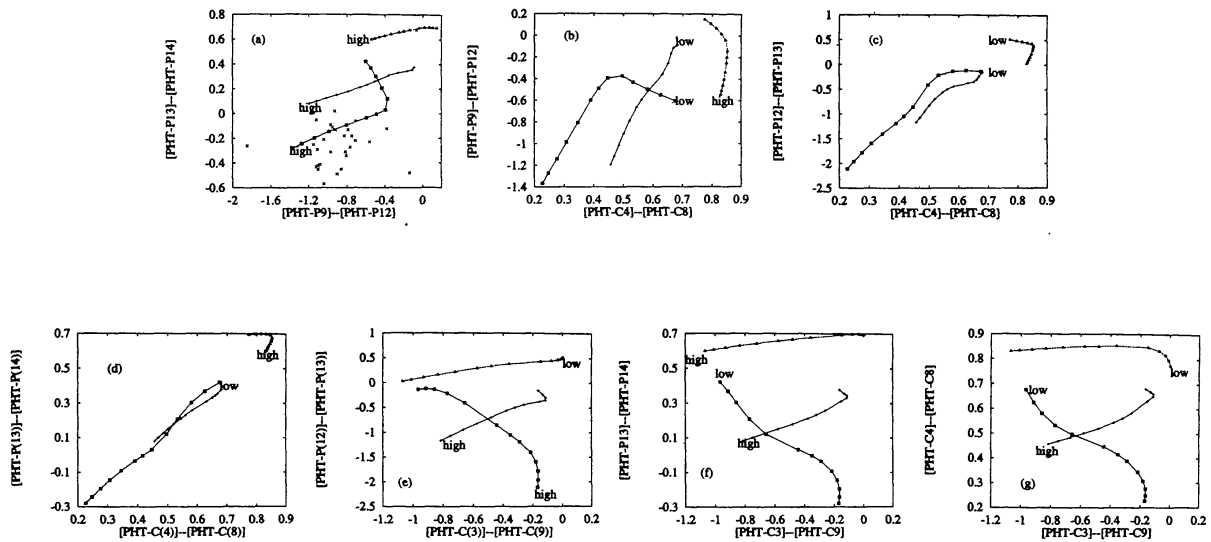 (a)
high
high
high
[PHT-P13]--[PHT-P14]
0.8
0.6
0.4
0.2
0
-0.2
0.4
0.6
-2
-1.6
-1.2
-0.8
-0.4
0
[PHT-P9]--[PHT-P12]
(b)
low
low
high
[PHT-P9]--[PHT-P12]
0.2
0
-0.2
-0.4
-0.6
-0.8
-1
-1.2
-1.4
0.2 0.3 0.4 0.5 0.6 0.7 0.8 0.9
[PHT-C4]--[PHT-C8]
(c)
low
low
[PHT-P12]--[PHT-P13]
1
0.5
0
-0.5
-1
-1.5
-2
-2.5
0.2 0.3 0.4 0.5 0.6 0.7 0.8 0.9
[PHT-C4]--[PHT-C8]
(d)
high
low
[PHT-P(13)]--[PHT-P(14)]
0.7
0.5
0.3
0.1
-0.1
-0.3
0.2 0.3 0.4 0.5 0.6 0.7 0.8 0.9
[PHT-C(4)]--[PHT-C(8)]
(e)
low
high
high
[PHT-P(12)]--[PHT-P(13)]
1
0.5
0
-0.5
-1
-1.5
-2
-2.5
-1.2 -1 -0.8 -0.6 -0.4 -0.2 0 0.2
[PHT-C(3)]--[PHT-C(9)]
(f)
high
low
high
[PHT-P13]--[PHT-P14]
0.7
0.5
0.3
0.1
-0.1
-0.3
-1.2 -1 -0.8 -0.6 -0.4 -0.2 0 0.2
[PHT-C3]--[PHT-C9]
(g)
low
low
high
[PHT-C4]--[PHT-C8]
0.9
0.8
0.7
0.6
0.5
0.4
0.3
0.2
-1.2 -1 -0.8 -0.6 -0.4 -0.2 0 0.2
[PHT-C3]--[PHT-C9]